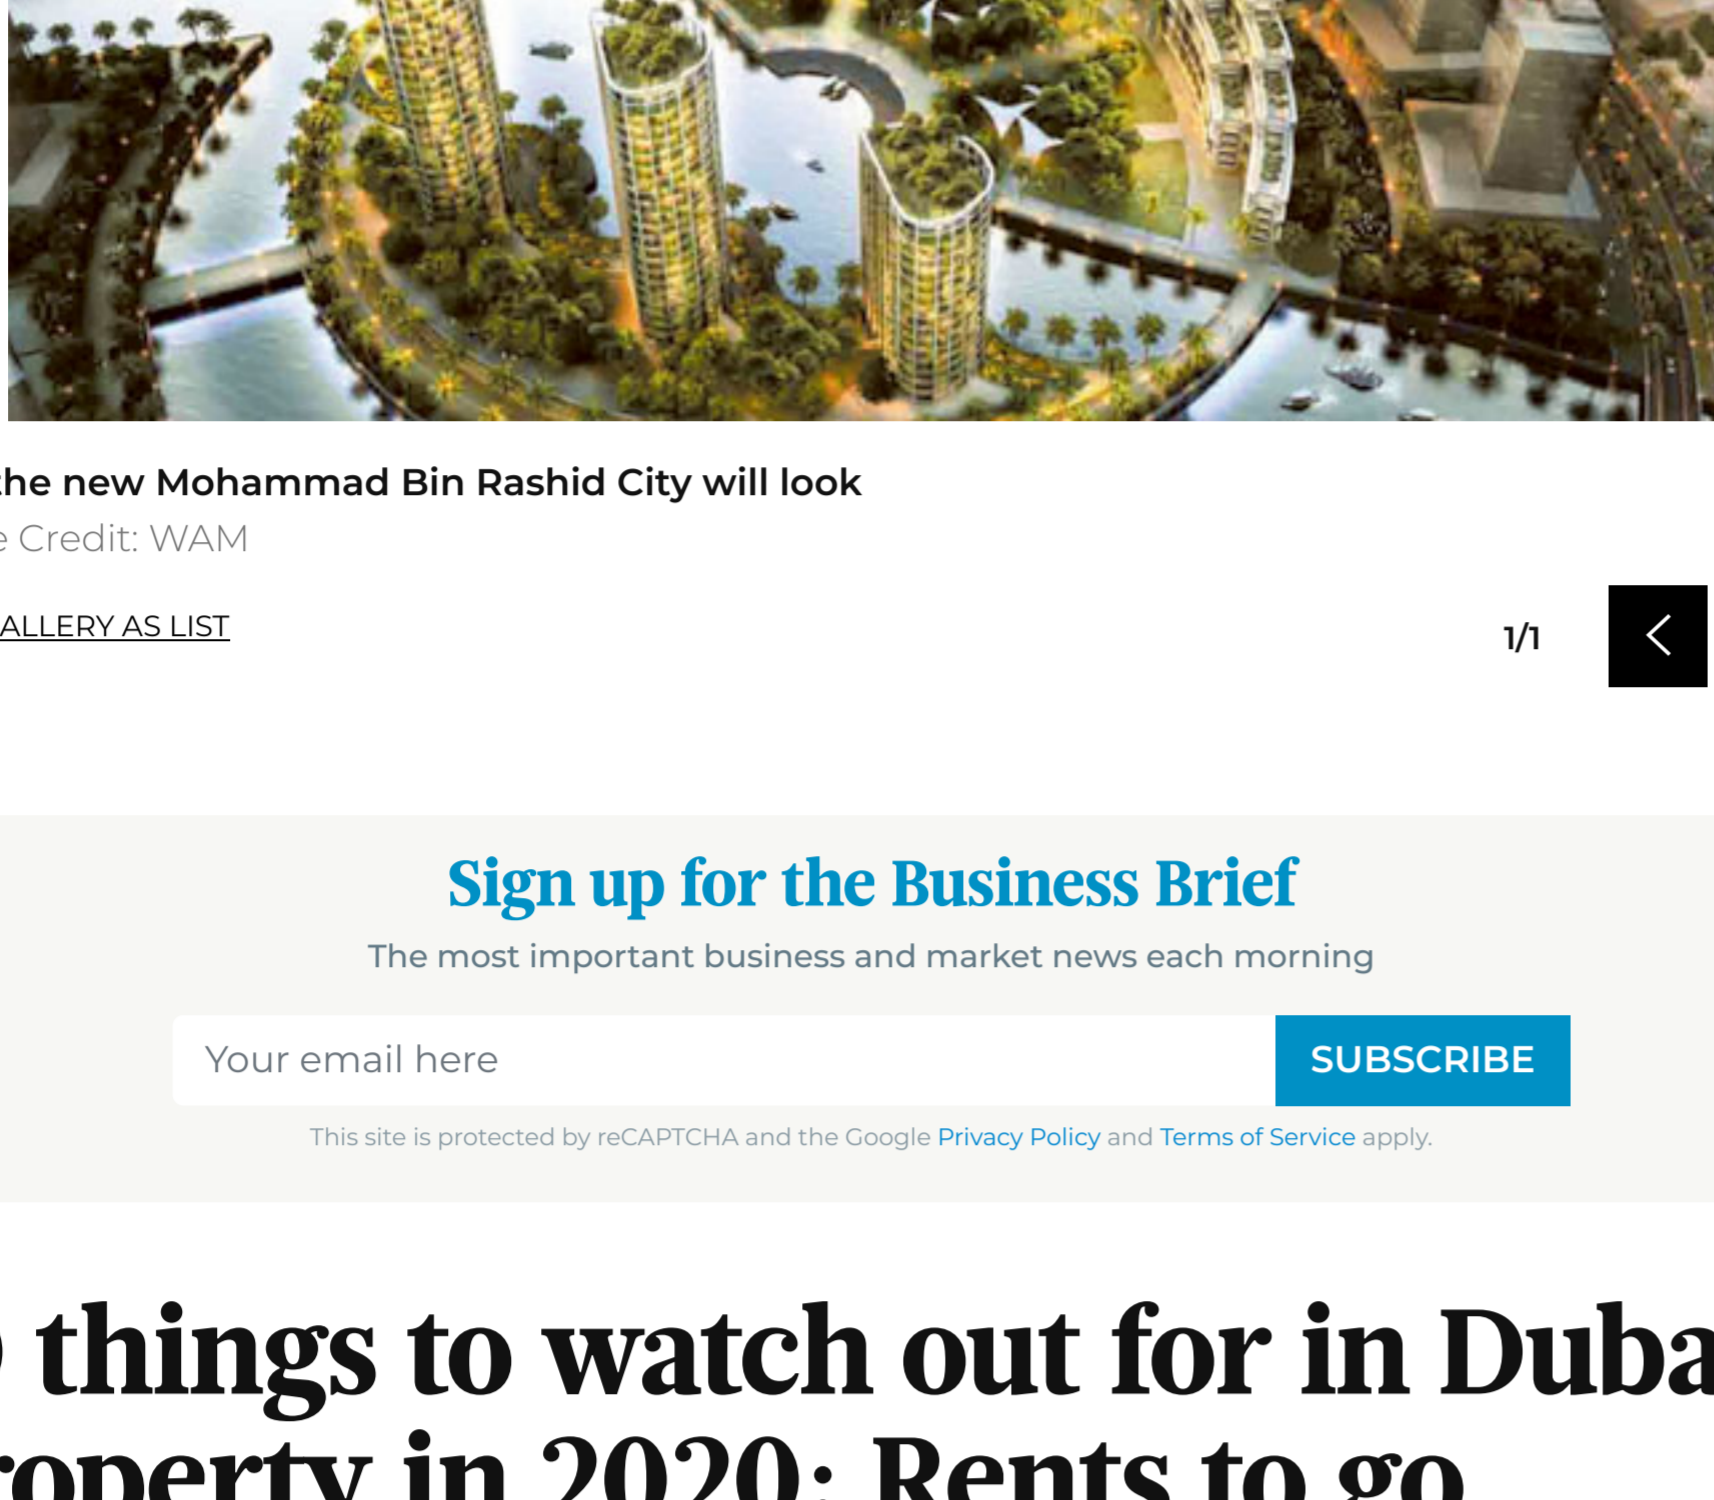 the new Mohammad Bin Rashid City will look
e Credit: WAM
ALLERY AS LIST
1/1
Sign up for the Business Brief
The most important business and market news each morning
Your email here
SUBSCRIBE
This site is protected by reCAPTCHA and the Google Privacy Policy and Terms of Service apply.
things to watch out for in Duba
roperty in 2020: Rents to go